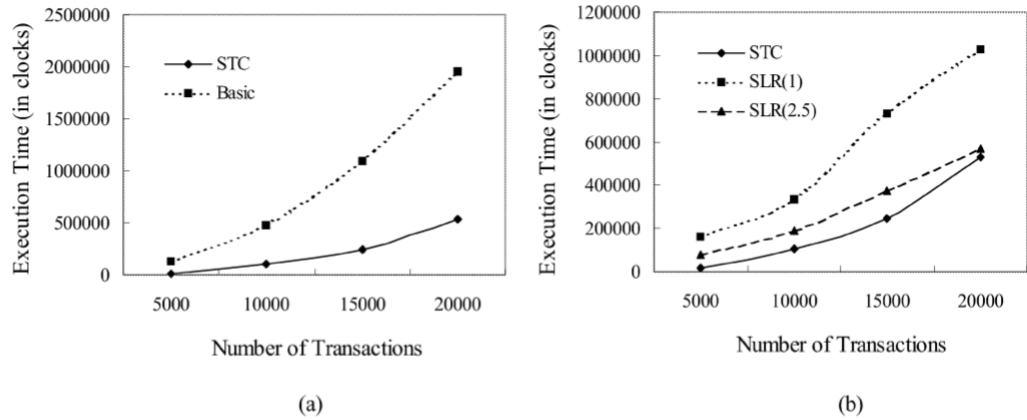 2500000
2000000
1500000
1000000
500000
0
Execution Time (in clocks)
STC
Basic
5000 10000 15000 20000
Number of Transactions
(a)
1200000
1000000
800000
600000
400000
200000
0
Execution Time (in clocks)
STC
SLR(1)
SLR(2.5)
5000 10000 15000 20000
Number of Transactions
(b)